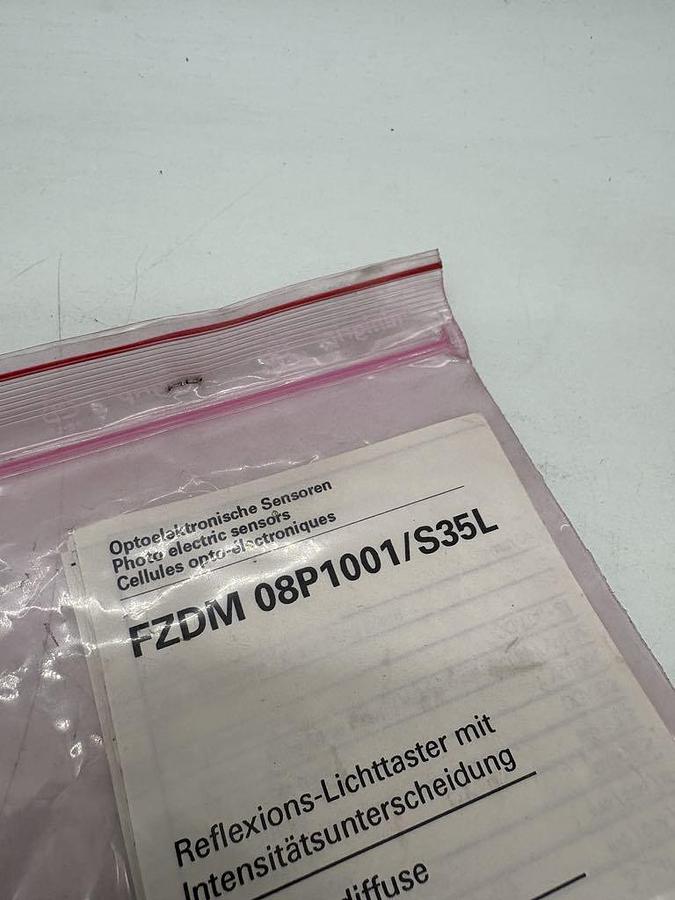 Optoelektronische Sensoren
Photo electric sensors
Cellules opto-électroniques
FZDM 08P1001/S35L
Reflexions-Lichttaster mit
Intensitätsunterscheidung
diffuse